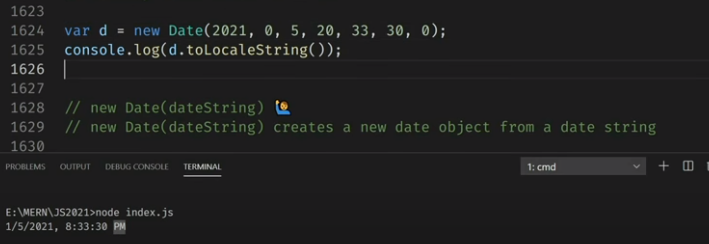 1623
1624 var d = new Date(2021, 0, 5, 20, 33, 30, 0);
1625 console.log(d.toLocaleString());
1626
1627
1628 // new Date(dateString) 🙋
1629 // new Date(dateString) creates a new date object from a date string
1630
PROBLEMS OUTPUT DEBUG CONSOLE TERMINAL 1: cmd
E:\MERN\JS2021>node index.js
1/5/2021, 8:33:30 PM